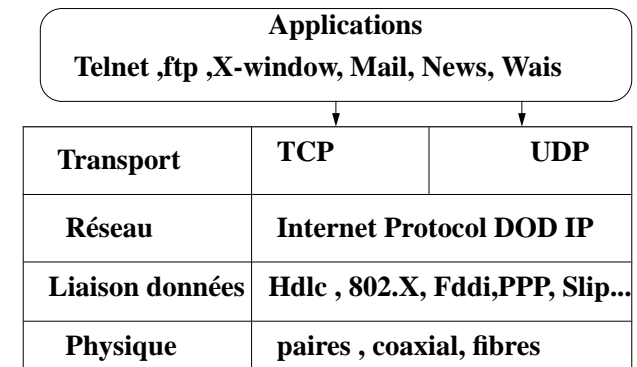 Applications
Telnet ,ftp ,X-window, Mail, News, Wais
Transport TCP UDP
Réseau Internet Protocol DOD IP
Liaison données Hdlc , 802.X, Fddi,PPP, Slip...
Physique paires , coaxial, fibres